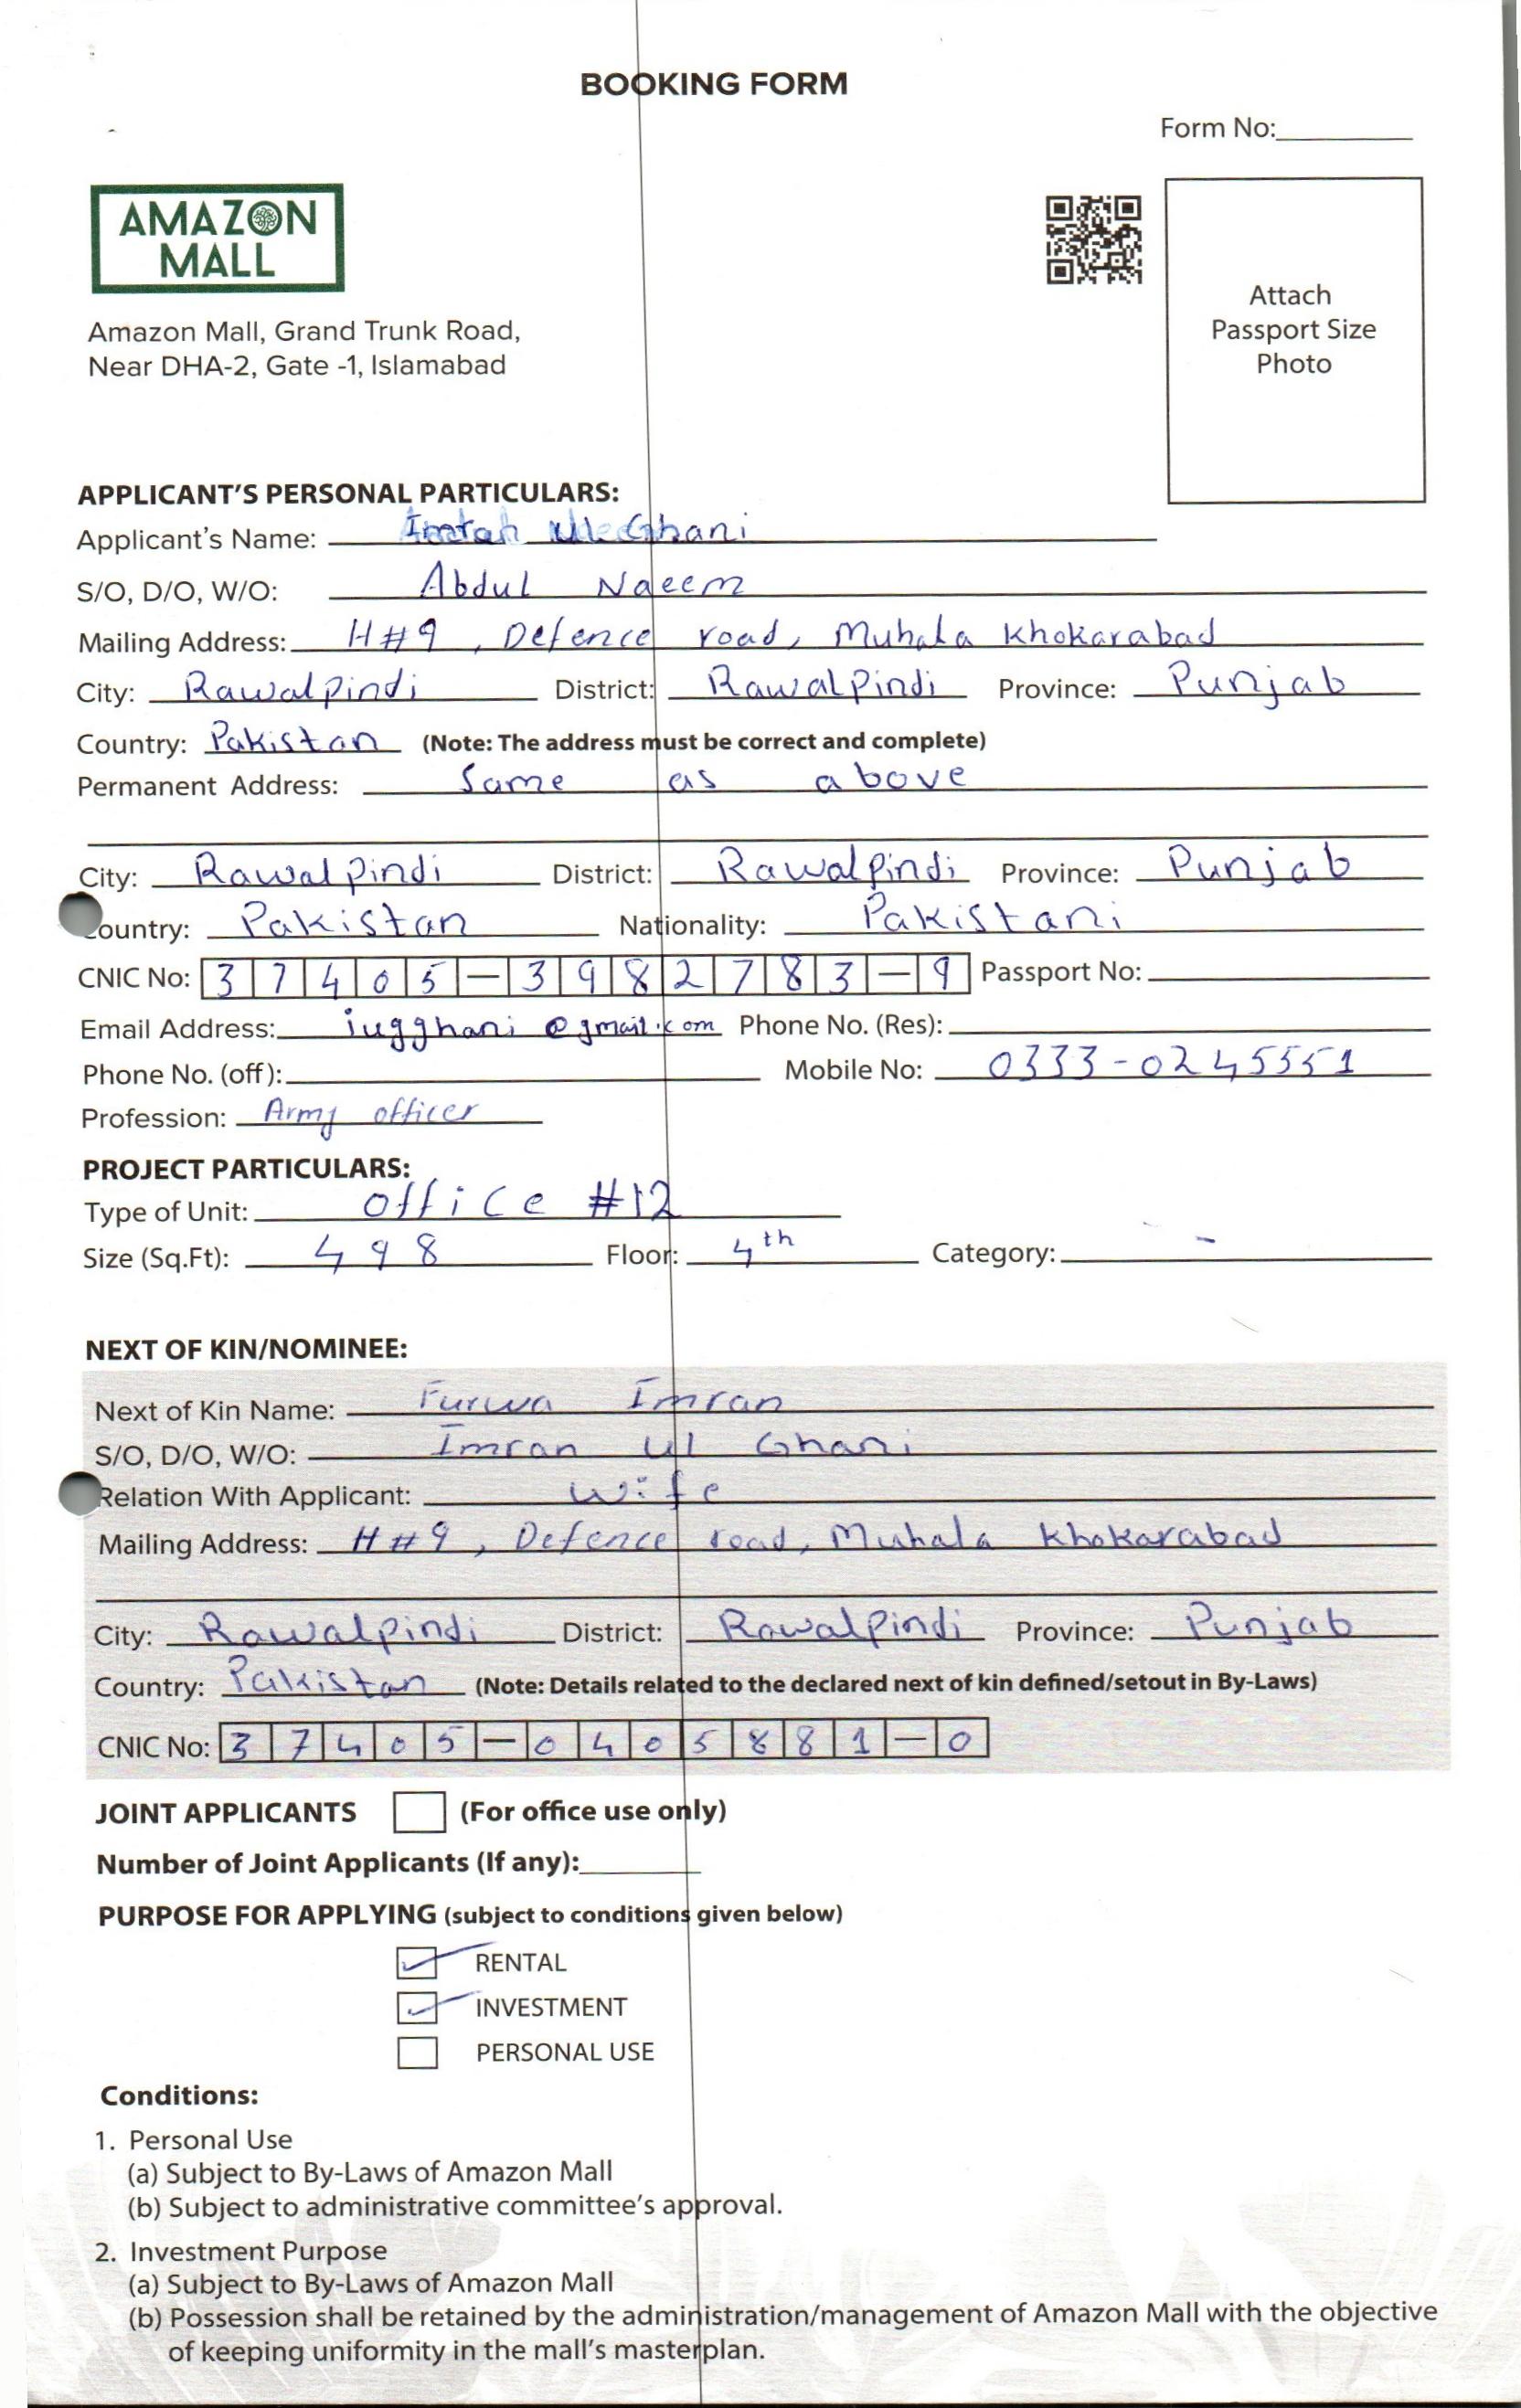 BOOKING FORM
Form No:
AMAZON
MALL
Attach
Passport Size
Photo
Amazon Mall, Grand Trunk Road,
Near DHA-2, Gate -1, Islamabad
APPLICANT'S PERSONAL PARTICULARS:
Applicant's Name: Ghani
S/O, D/O, W/O: Abdul Naeem
Mailing Address: H#9, Defence road, Muhala Khokarabad
City: Rawalpindi District: Rawalpindi Province: Punjab
Country: Pakistan (Note: The address must be correct and complete)
Permanent Address: Same as above
City: Rawalpindi District: Rawalpindi Province: Punjab
Country: Pakistan Nationality: Pakistani
CNIC No: 37405-3982783-9 Passport No:
Email Address: iugghani@gmail.com Phone No. (Res):
Phone No. (off): Mobile No: 0333-0245551
Profession: Army officer
PROJECT PARTICULARS:
Type of Unit: office #12
Size (Sq.Ft): 498 Floor: 4th Category: -
NEXT OF KIN/NOMINEE:
Next of Kin Name: Furwa Imran
S/O, D/O, W/O: Imran ul Ghani
Relation With Applicant: wife
Mailing Address: H#9, Defence road, Muhala Khokarabad
City: Rawalpindi District: Rawalpindi Province: Punjab
Country: Pakistan (Note: Details related to the declared next of kin defined/setout in By-Laws)
CNIC No: 37405-0405881-0
JOINT APPLICANTS (For office use only)
Number of Joint Applicants (If any):
PURPOSE FOR APPLYING (subject to conditions given below)
RENTAL
INVESTMENT
PERSONAL USE
Conditions:
1. Personal Use
(a) Subject to By-Laws of Amazon Mall
(b) Subject to administrative committee's approval.
2. Investment Purpose
(a) Subject to By-Laws of Amazon Mall
(b) Possession shall be retained by the administration/management of Amazon Mall with the objective
of keeping uniformity in the mall's masterplan.